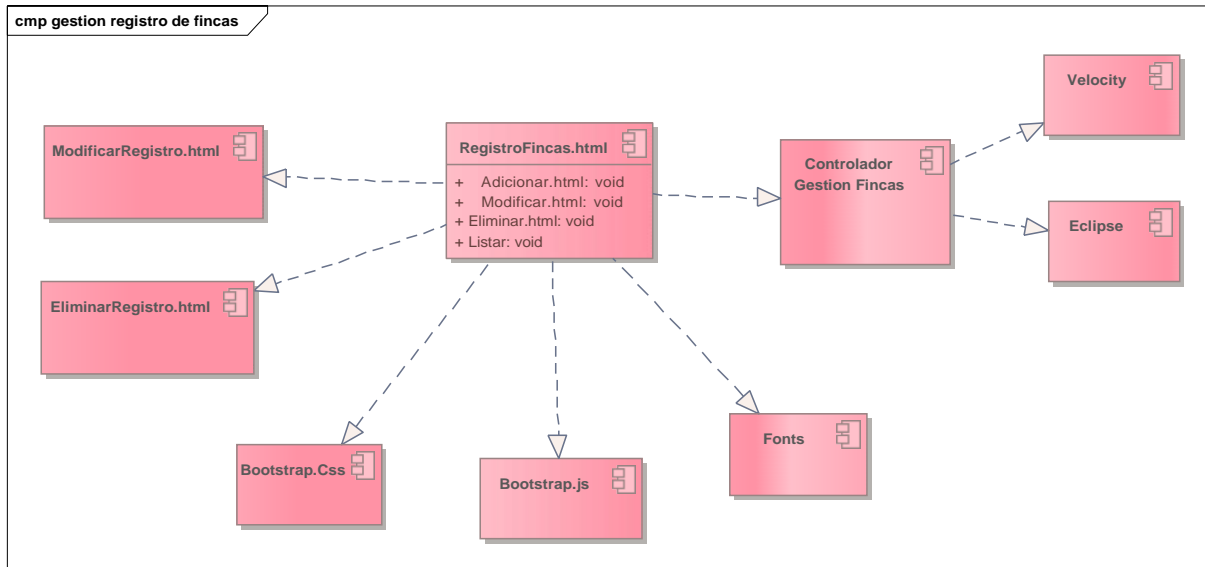 cmp gestion registro de fincas
Velocity
ModificarRegistro.html
RegistroFincas.html
+ Adicionar.html: void
+ Modificar.html: void
+ Eliminar.html: void
+ Listar: void
Controlador
Gestion Fincas
Eclipse
EliminarRegistro.html
Bootstrap.Css
Bootstrap.js
Fonts